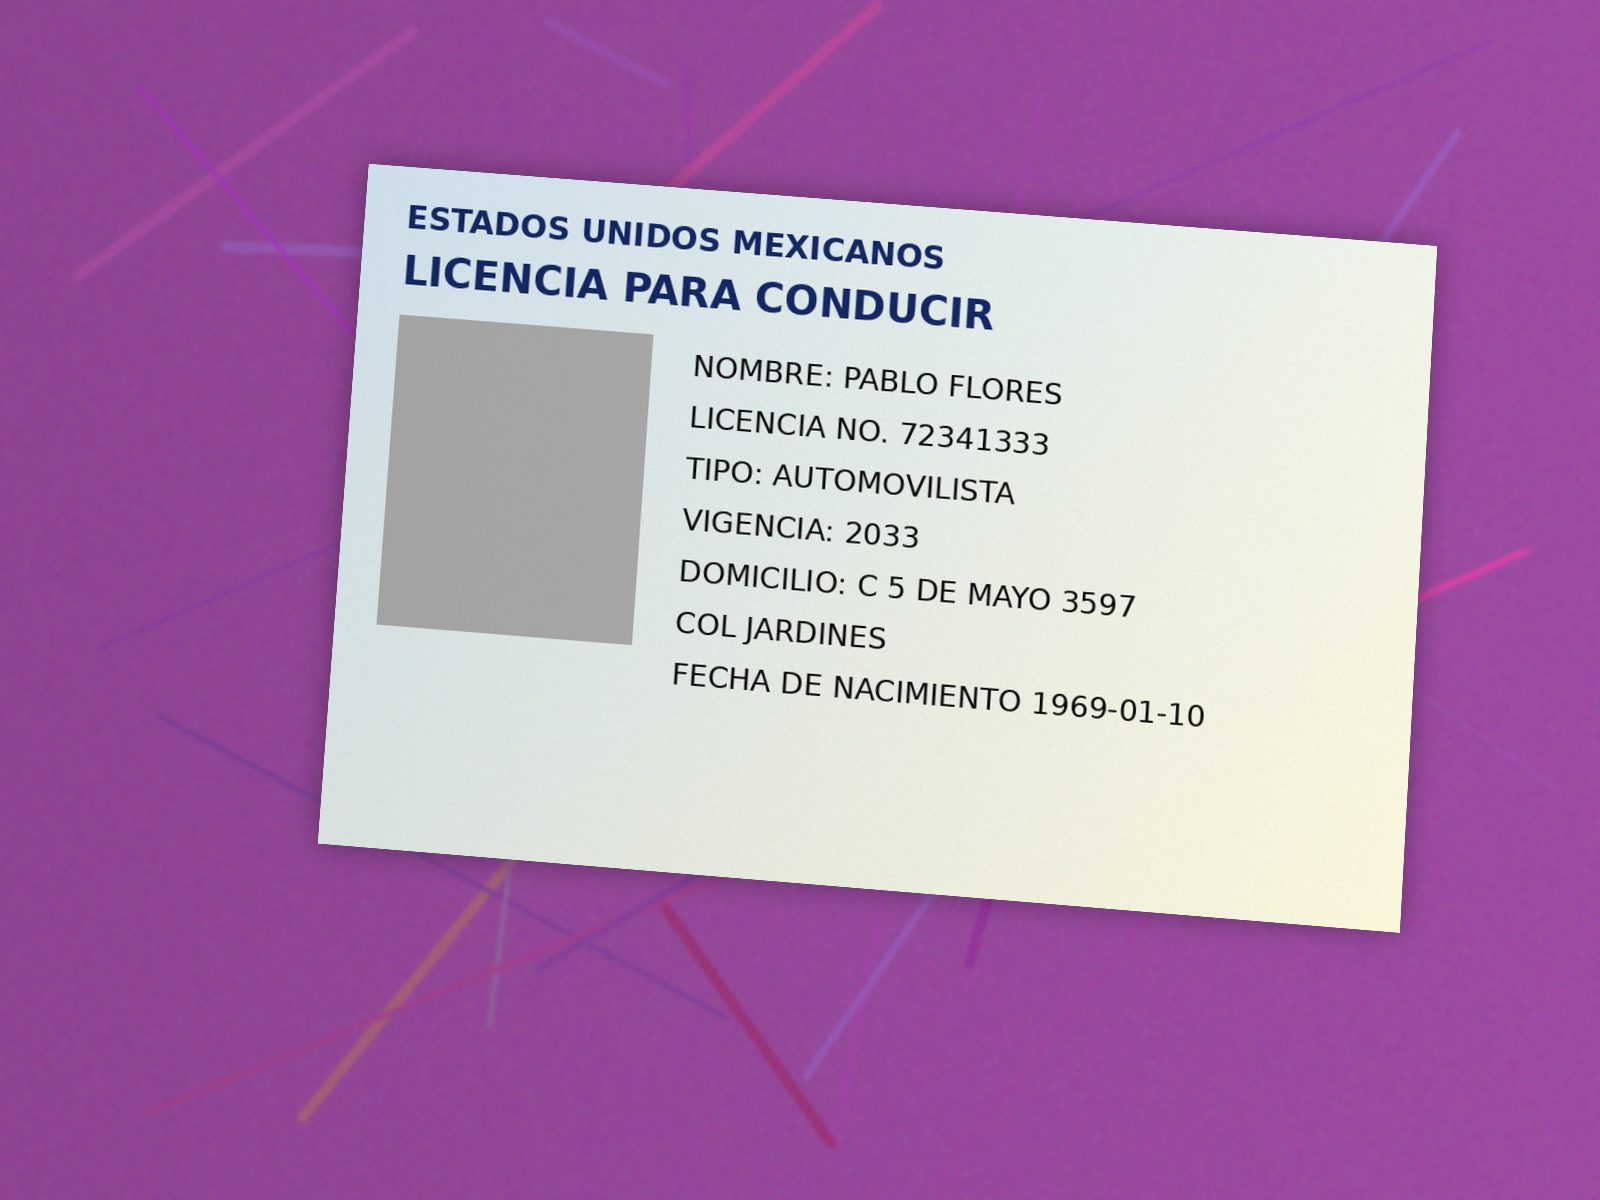 ESTADOS UNIDOS MEXICANOS
LICENCIA PARA CONDUCIR
NOMBRE: PABLO FLORES
LICENCIA NO. 72341333
TIPO: AUTOMOVILISTA
VIGENCIA: 2033
DOMICILIO: C 5 DE MAYO 3597
COL JARDINES
FECHA DE NACIMIENTO 1969-01-10